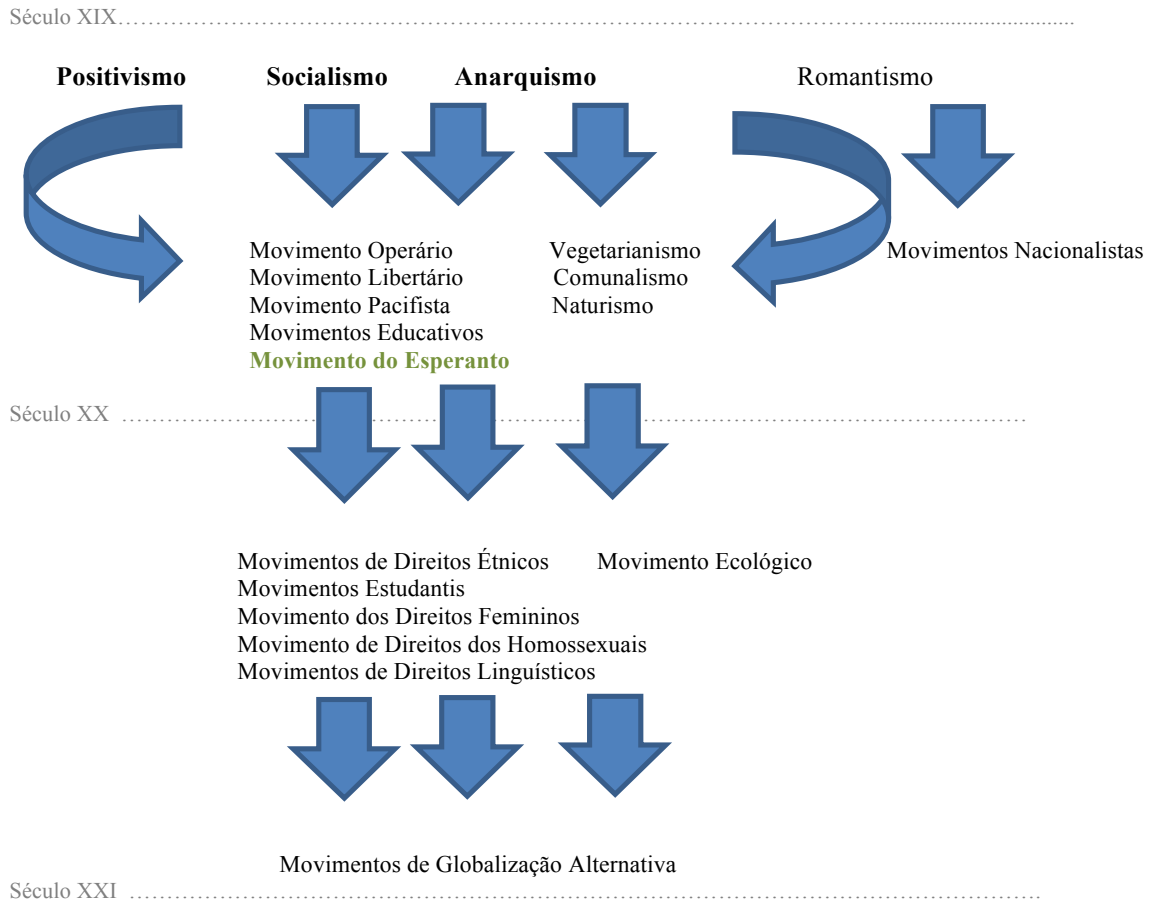 Século XIX……………………………………………………………………………………...........................
Positivismo Socialismo Anarquismo Romantismo
Movimento Operário Vegetarianismo Movimentos Nacionalistas
Movimento Libertário Comunalismo
Movimento Pacifista Naturismo
Movimentos Educativos
Movimento do Esperanto
Século XX ……………………………………………………………………………………………………
Movimentos de Direitos Étnicos Movimento Ecológico
Movimentos Estudantis
Movimento dos Direitos Femininos
Movimento de Direitos dos Homossexuais
Movimentos de Direitos Linguísticos
Movimentos de Globalização Alternativa
Século XXI …………………………………………………………………………………………………….